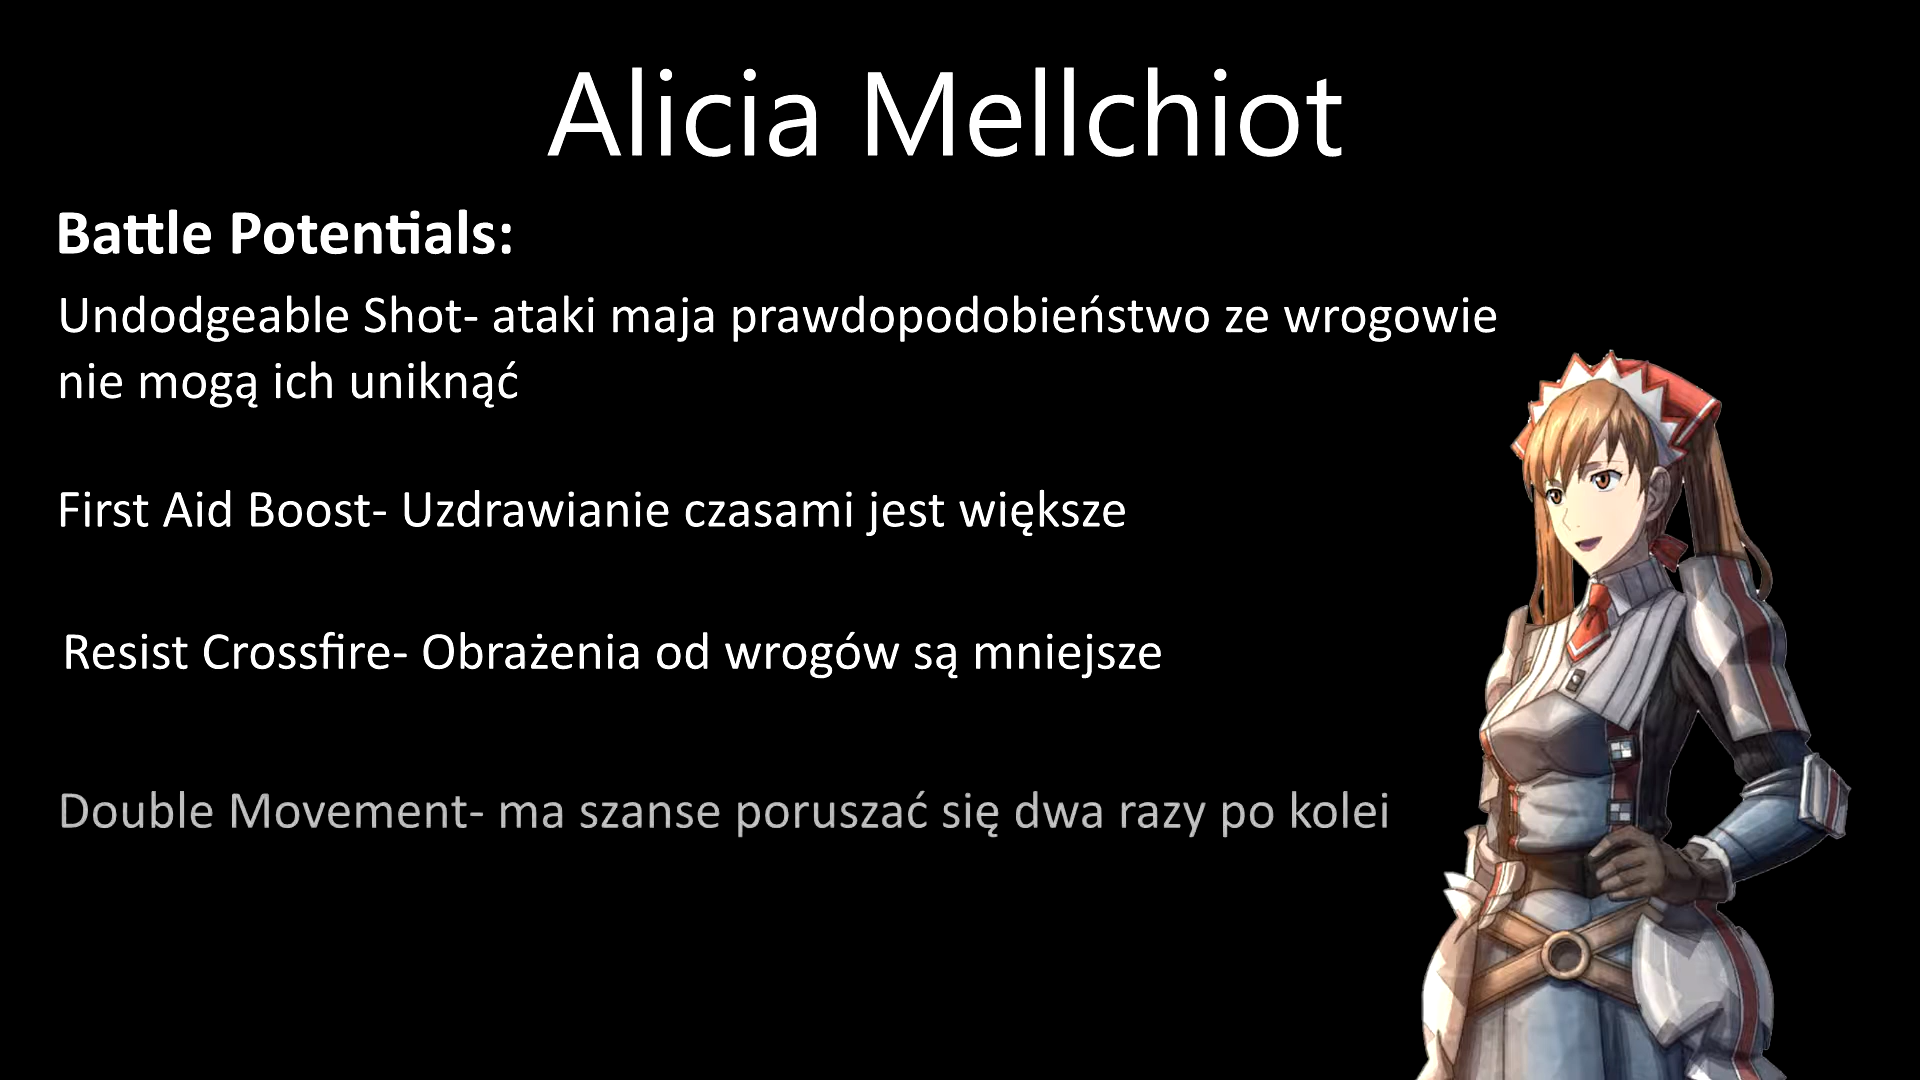 Alicia Mellchiot
Battle Potentials:
Undodgeable Shot- ataki maja prawdopodobieństwo ze wrogowie
nie mogą ich uniknąć
First Aid Boost- Uzdrawianie czasami jest większe
Resist Crossfire- Obrażenia od wrogów są mniejsze
Double Movement- ma szanse poruszać się dwa razy po kolei